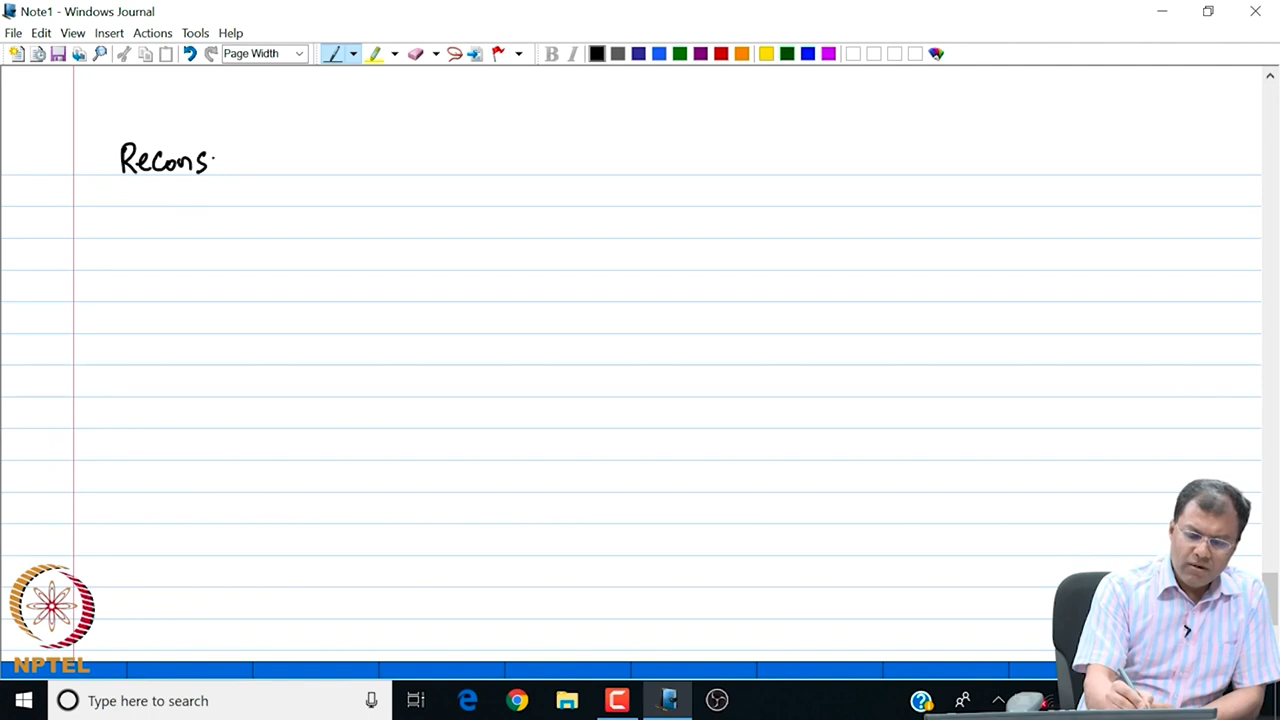 Note1 - Windows Journal
File Edit View Insert Actions Tools Help
Page Width B I
Recons
NPTEL
Type here to search